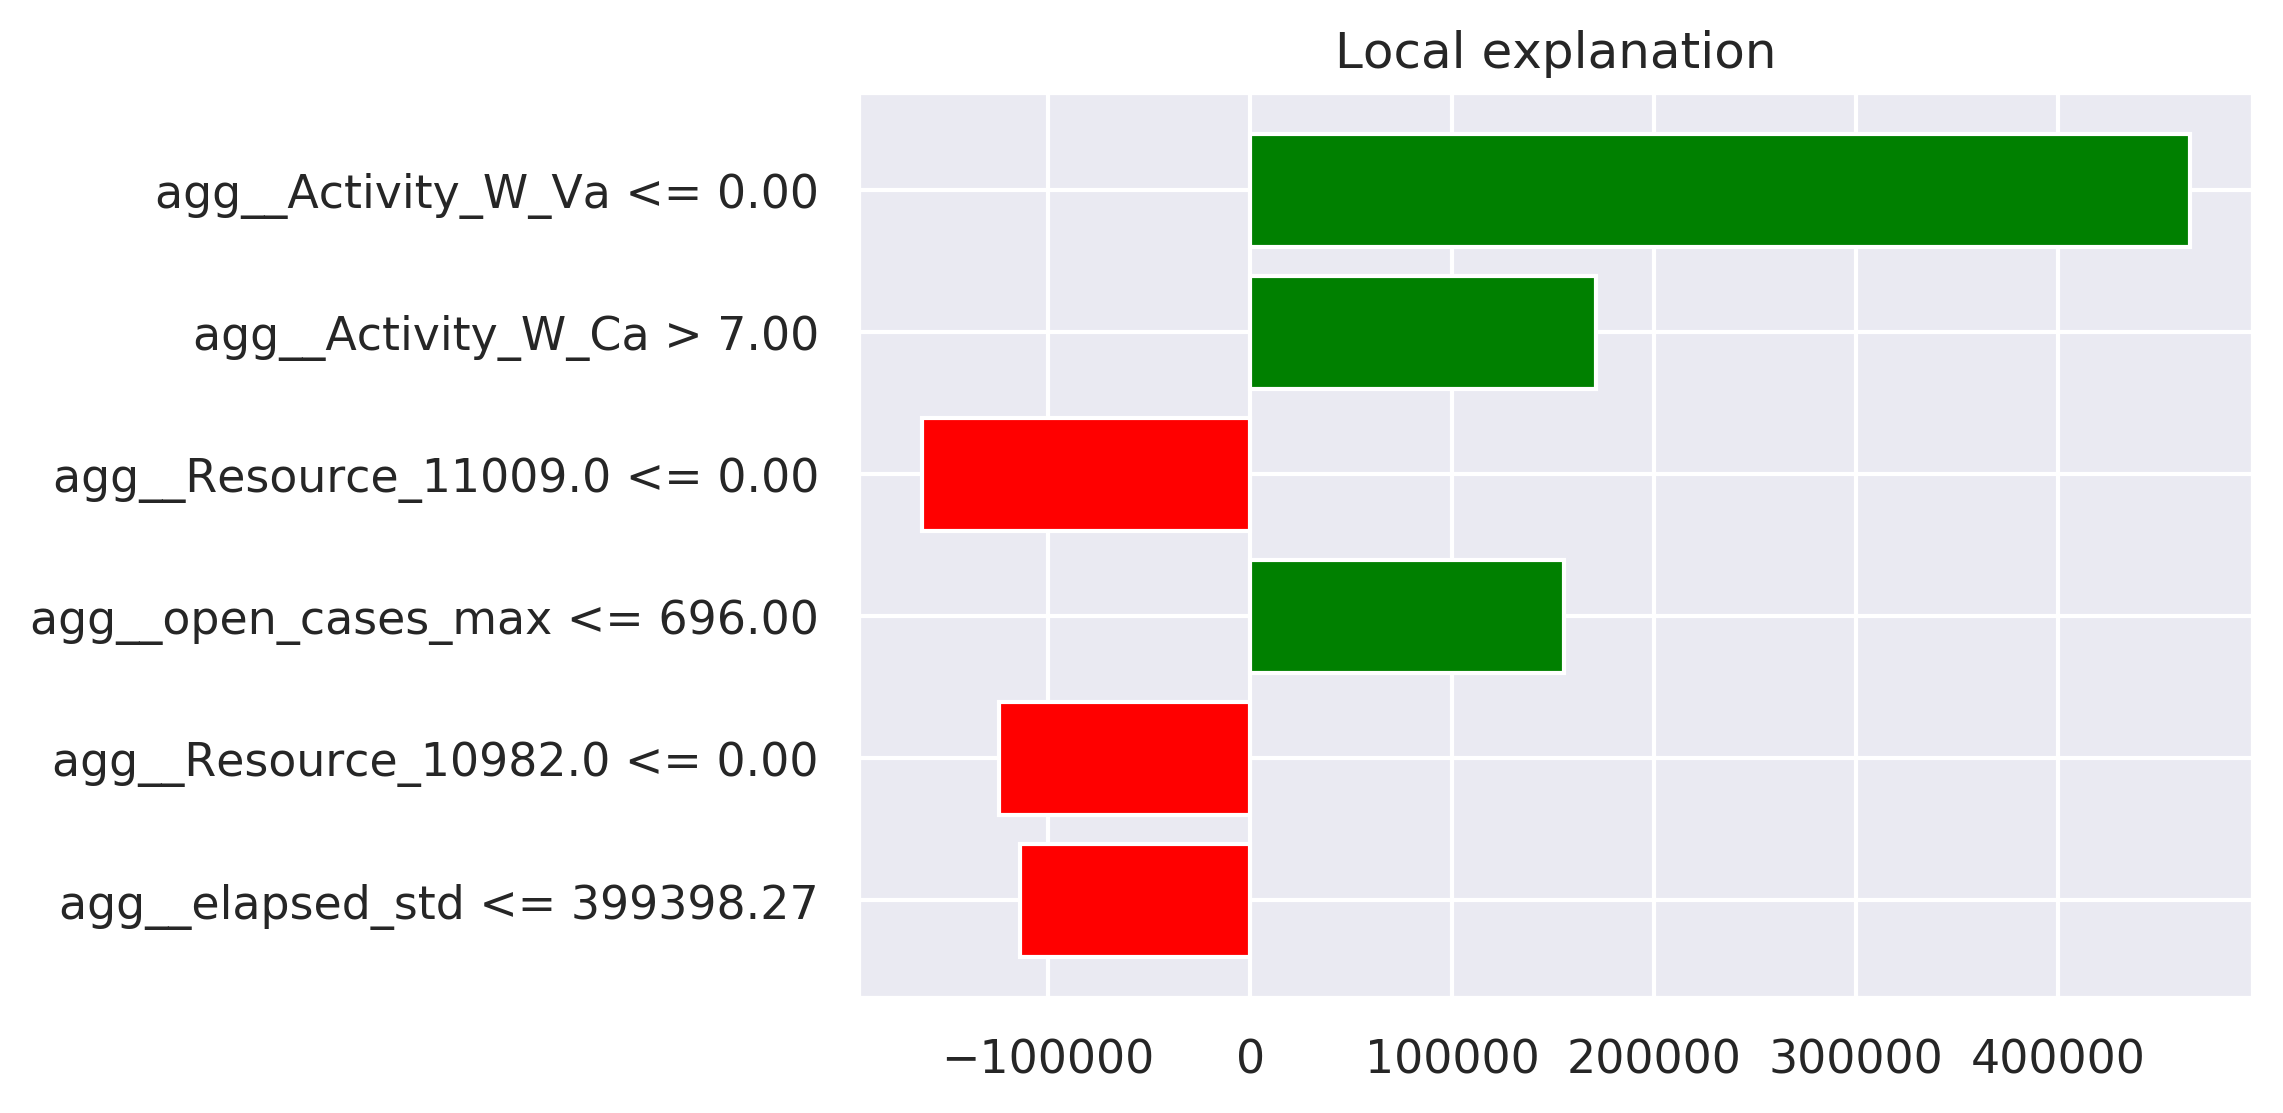 Local explanation
agg__Activity_W_Va <= 0.00
agg__Activity_W_Ca > 7.00
agg__Resource_11009.0 <= 0.00
agg__open_cases_max <= 696.00
agg__Resource_10982.0 <= 0.00
agg__elapsed_std <= 399398.27
−100000 0 100000 200000 300000 400000